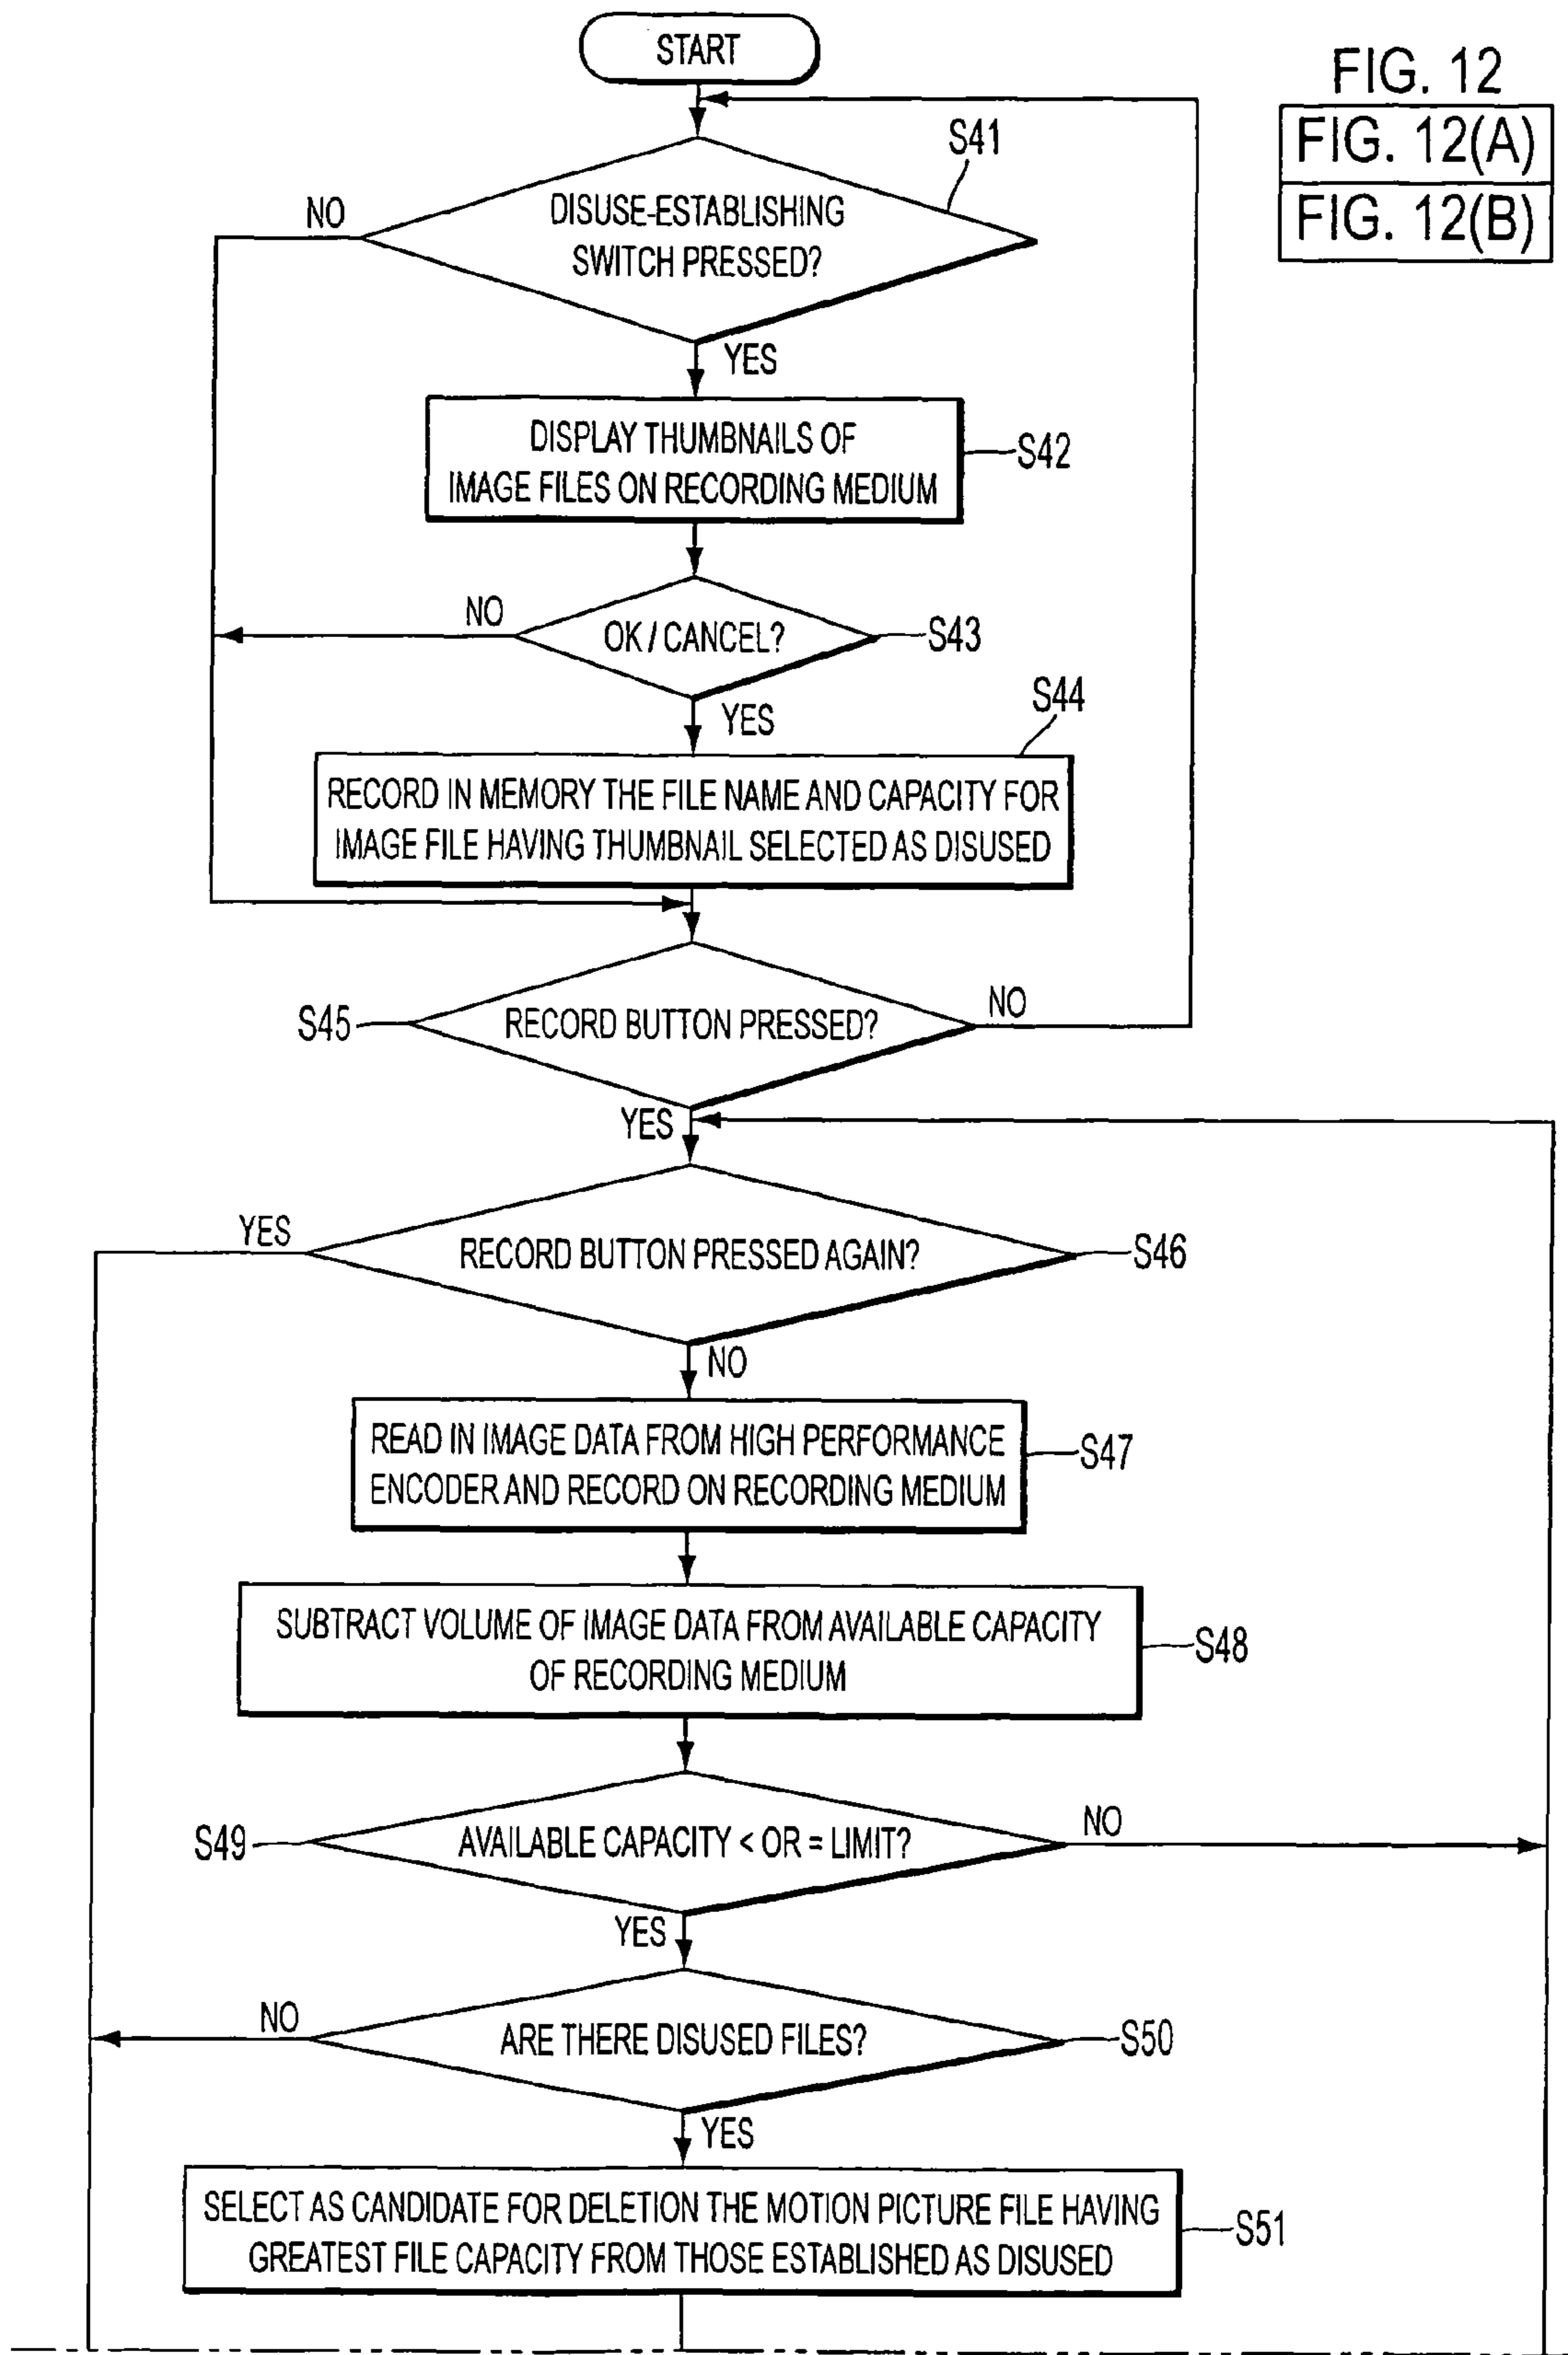 START
FIG. 12
FIG. 12(A)
FIG. 12(B)
S41
DISUSE-ESTABLISHING
SWITCH PRESSED?
NO
YES
DISPLAY THUMBNAILS OF
IMAGE FILES ON RECORDING MEDIUM
S42
NO
OK / CANCEL?
S43
YES
S44
RECORD IN MEMORY THE FILE NAME AND CAPACITY FOR
IMAGE FILE HAVING THUMBNAIL SELECTED AS DISUSED
S45
RECORD BUTTON PRESSED?
NO
YES
YES
RECORD BUTTON PRESSED AGAIN?
S46
NO
READ IN IMAGE DATA FROM HIGH PERFORMANCE
ENCODER AND RECORD ON RECORDING MEDIUM
S47
SUBTRACT VOLUME OF IMAGE DATA FROM AVAILABLE CAPACITY
OF RECORDING MEDIUM
S48
S49
AVAILABLE CAPACITY < OR = LIMIT?
NO
YES
NO
ARE THERE DISUSED FILES?
S50
YES
SELECT AS CANDIDATE FOR DELETION THE MOTION PICTURE FILE HAVING
GREATEST FILE CAPACITY FROM THOSE ESTABLISHED AS DISUSED
S51